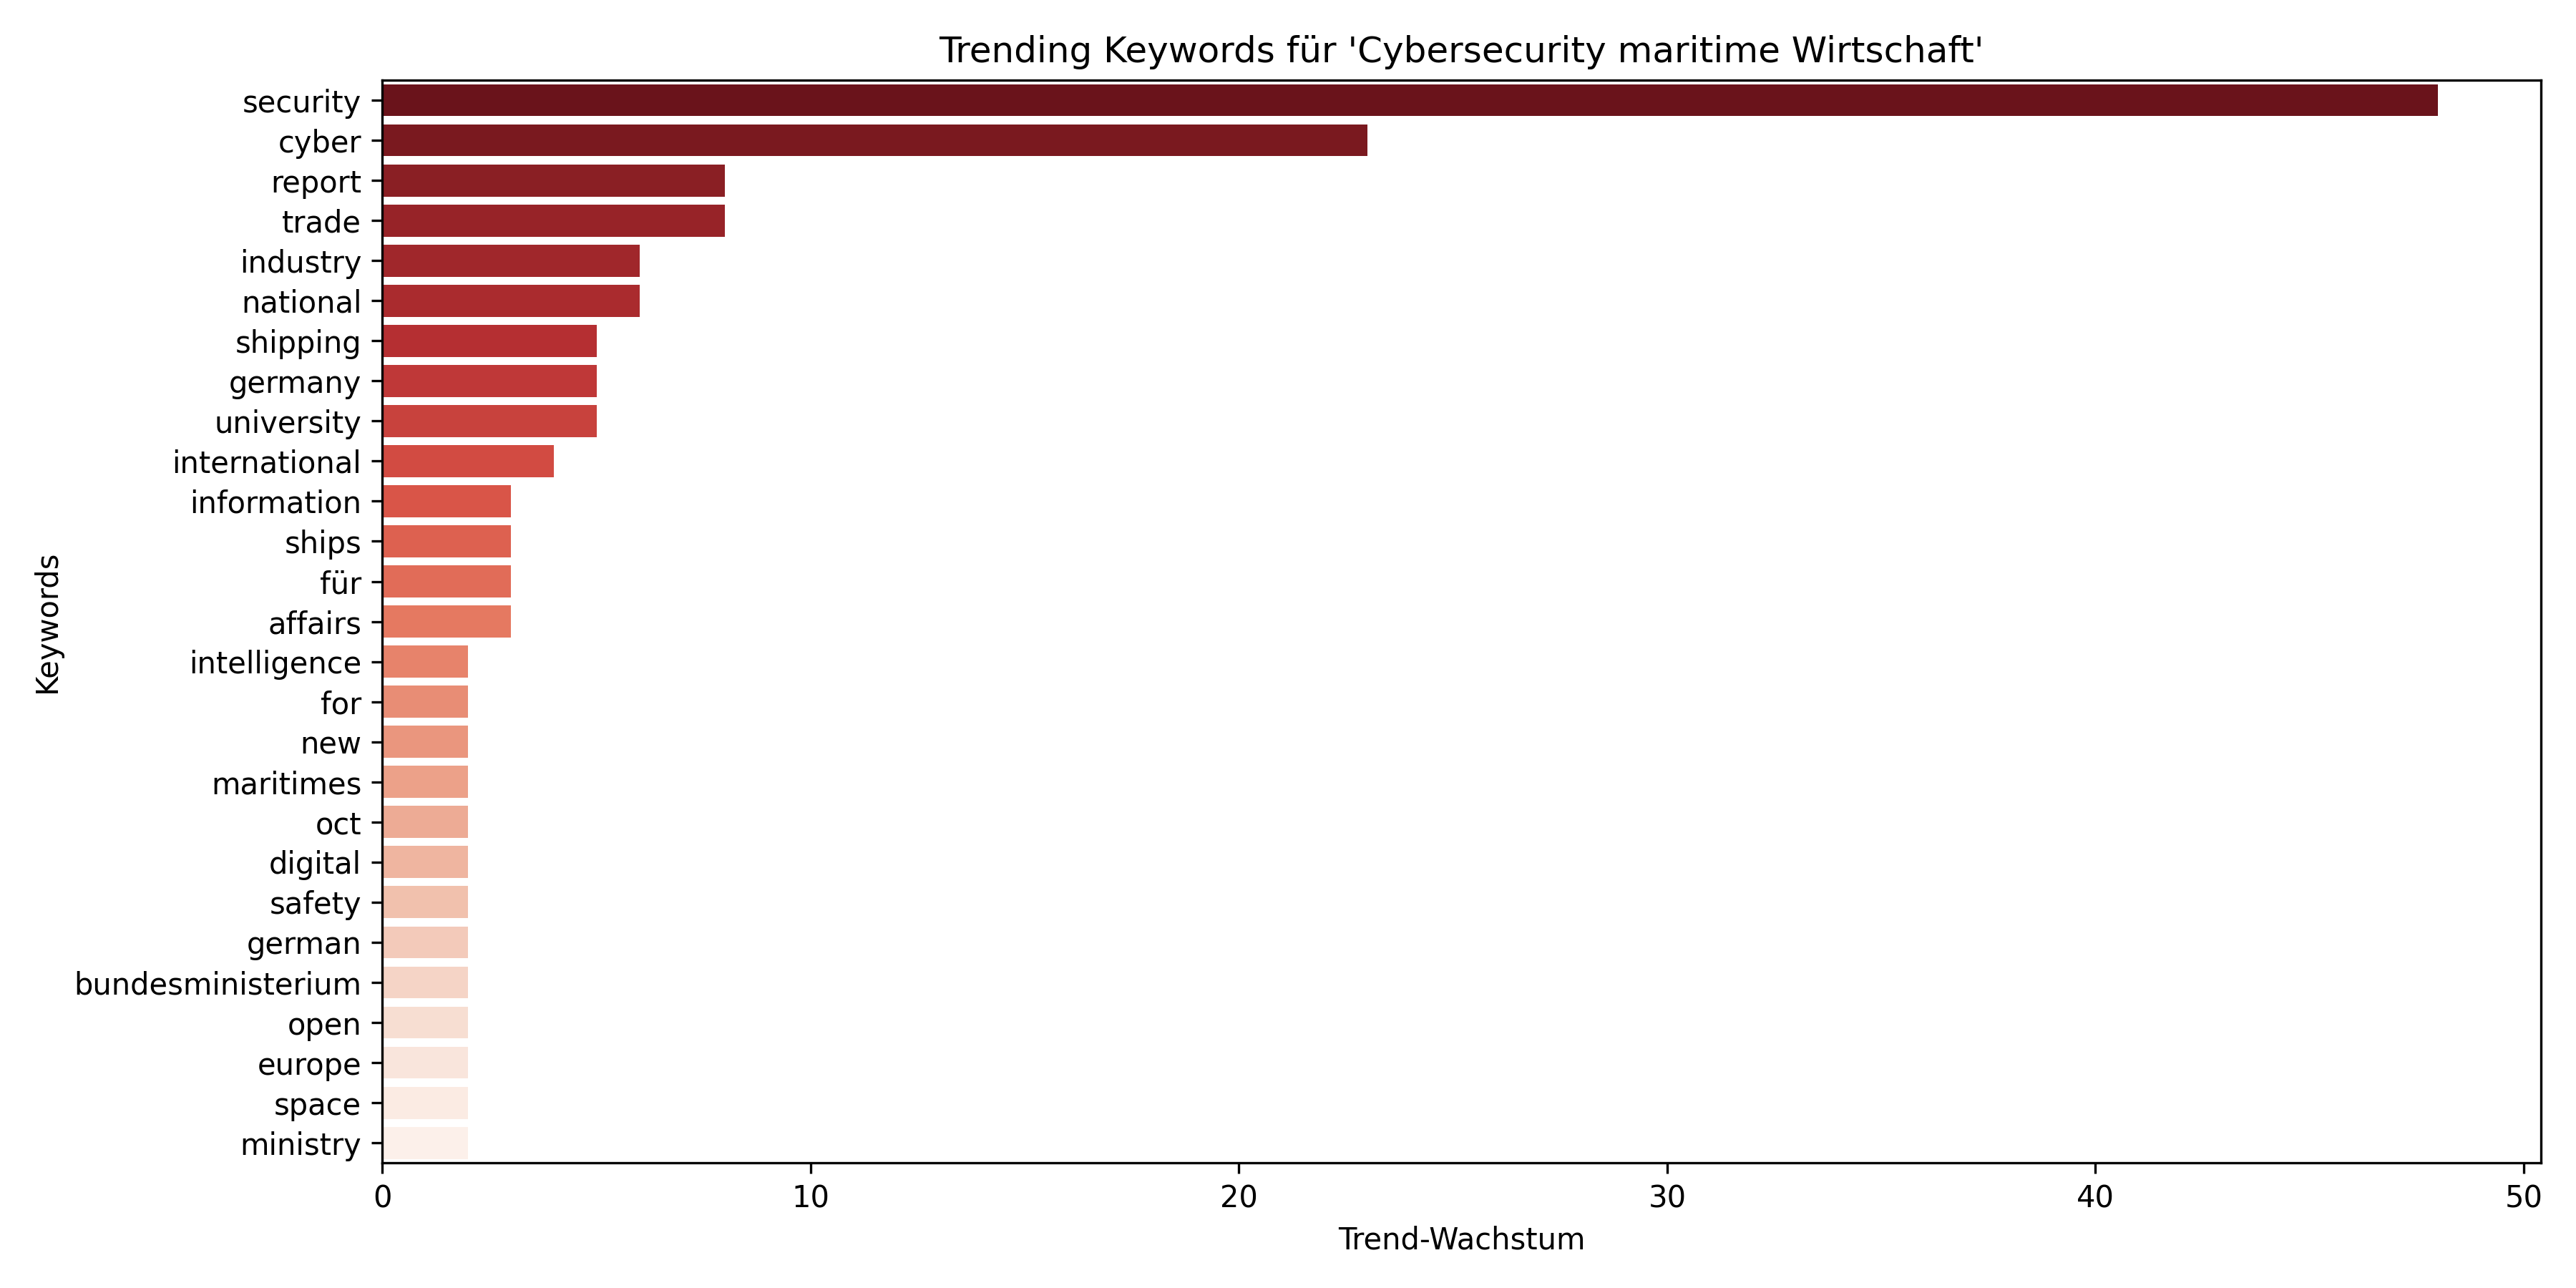 Trending Keywords für 'Cybersecurity maritime Wirtschaft'
security
cyber
report
trade
industry
national
shipping
germany
university
international
information
ships
für
affairs
intelligence
for
new
maritimes
oct
digital
safety
german
bundesministerium
open
europe
space
ministry
Keywords
0 10 20 30 40 50
Trend-Wachstum